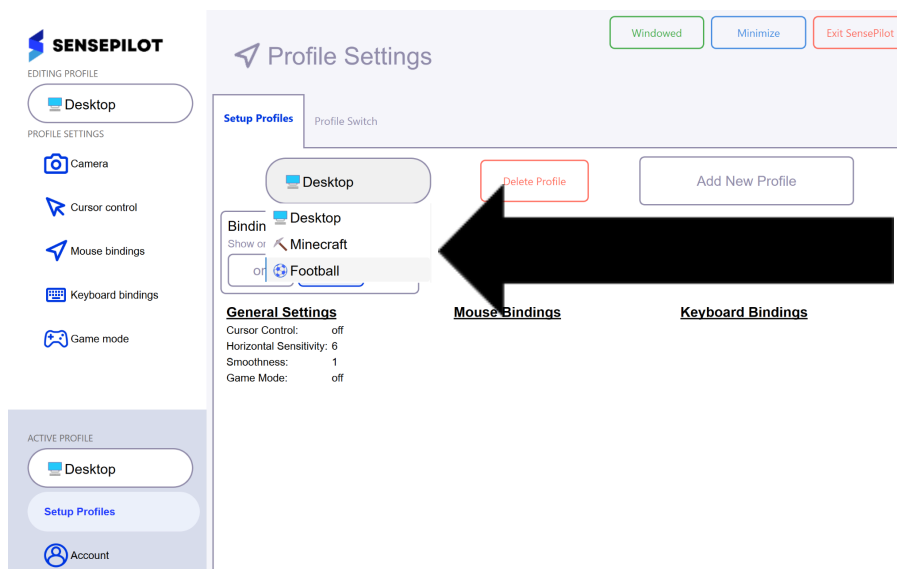 SENSEPILOT
EDITING PROFILE
Desktop
PROFILE SETTINGS
Camera
Cursor control
Mouse bindings
Keyboard bindings
Game mode
ACTIVE PROFILE
Desktop
Setup Profiles
Account
Windowed
Minimize
Exit SensePilot
Profile Settings
Setup Profiles
Profile Switch
Desktop
Delete Profile
Add New Profile
Desktop
Minecraft
Football
General Settings
Cursor Control: off
Horizontal Sensitivity: 6
Smoothness: 1
Game Mode: off
Mouse Bindings
Keyboard Bindings